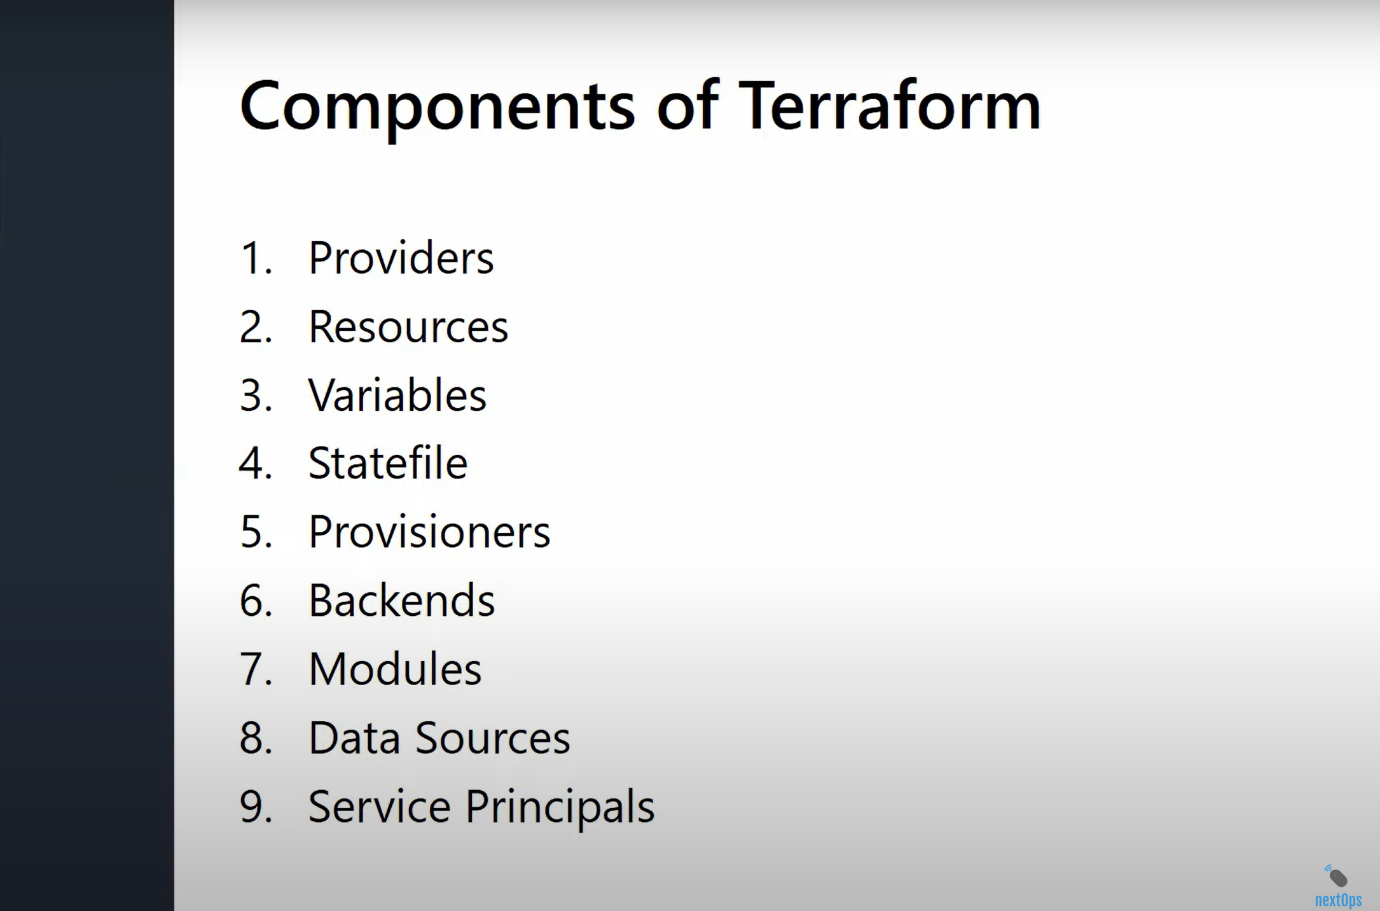 Components of Terraform
1. Providers
2. Resources
3. Variables
4. Statefile
5. Provisioners
6. Backends
7. Modules
8. Data Sources
9. Service Principals
nextOps